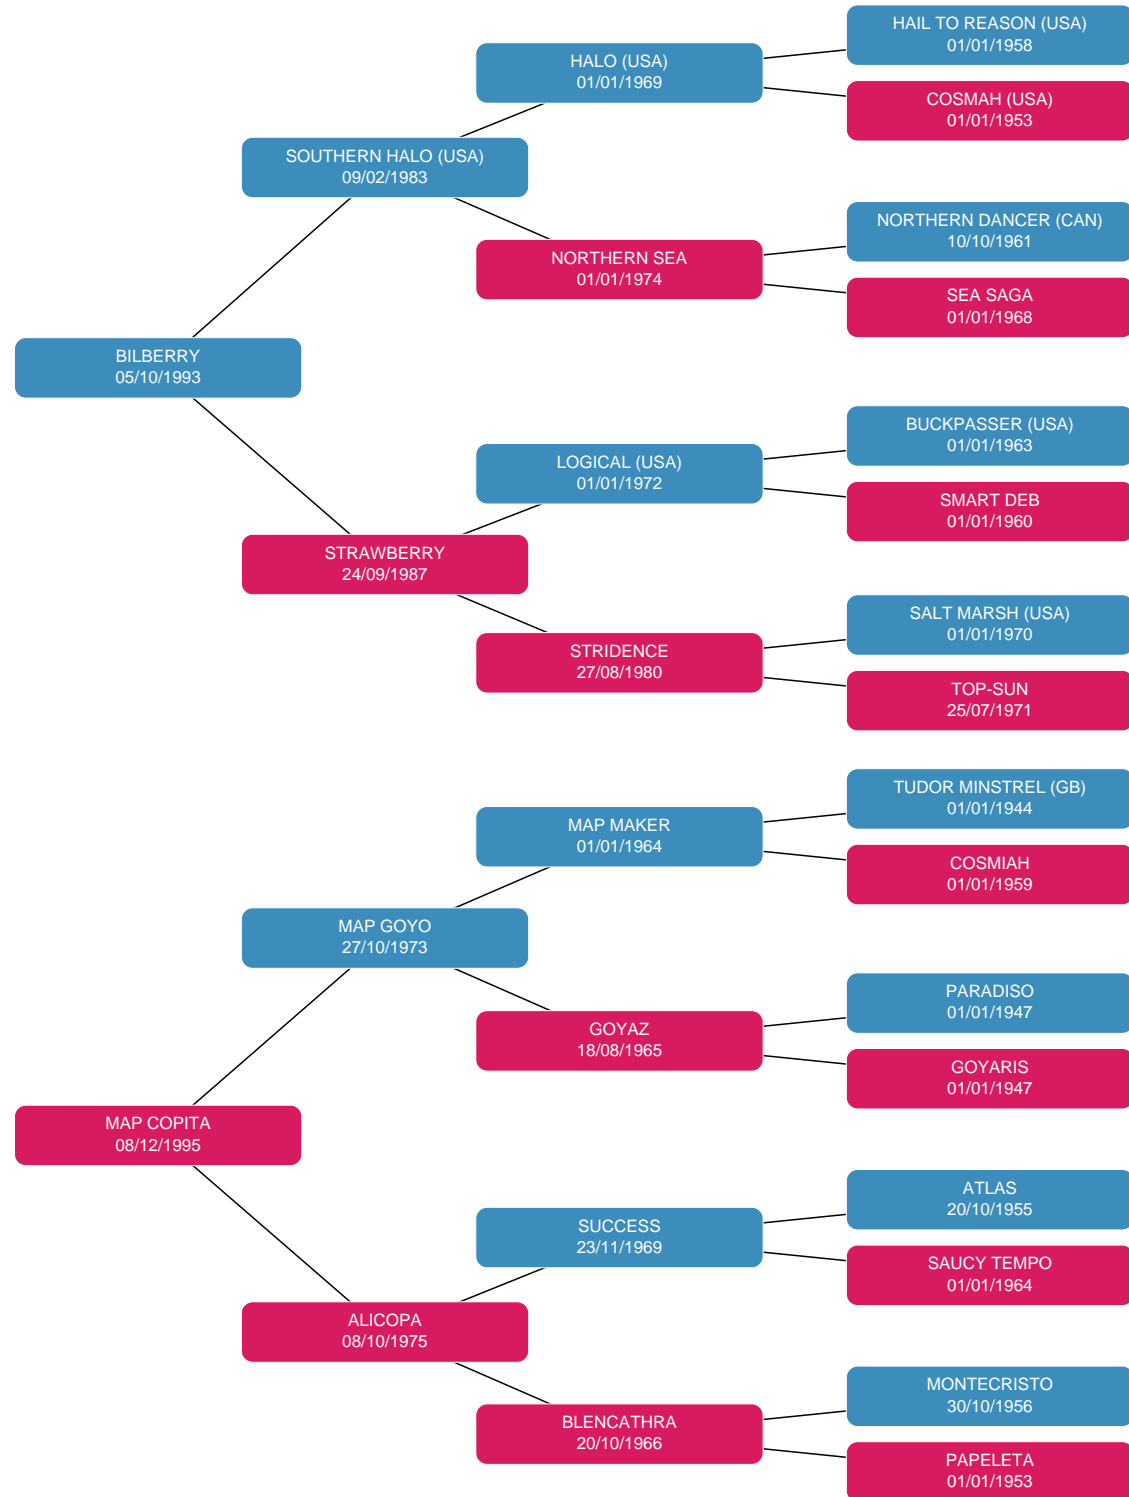 HAIL TO REASON (USA)
01/01/1958
HALO (USA)
01/01/1969
COSMAH (USA)
01/01/1953
SOUTHERN HALO (USA)
09/02/1983
NORTHERN DANCER (CAN)
10/10/1961
NORTHERN SEA
01/01/1974
SEA SAGA
01/01/1968
BILBERRY
05/10/1993
BUCKPASSER (USA)
01/01/1963
LOGICAL (USA)
01/01/1972
SMART DEB
01/01/1960
STRAWBERRY
24/09/1987
SALT MARSH (USA)
01/01/1970
STRIDENCE
27/08/1980
TOP-SUN
25/07/1971
TUDOR MINSTREL (GB)
01/01/1944
MAP MAKER
01/01/1964
COSMIAH
01/01/1959
MAP GOYO
27/10/1973
PARADISO
01/01/1947
GOYAZ
18/08/1965
GOYARIS
01/01/1947
MAP COPITA
08/12/1995
ATLAS
20/10/1955
SUCCESS
23/11/1969
SAUCY TEMPO
01/01/1964
ALICOPA
08/10/1975
MONTECRISTO
30/10/1956
BLENCATHRA
20/10/1966
PAPELETA
01/01/1953